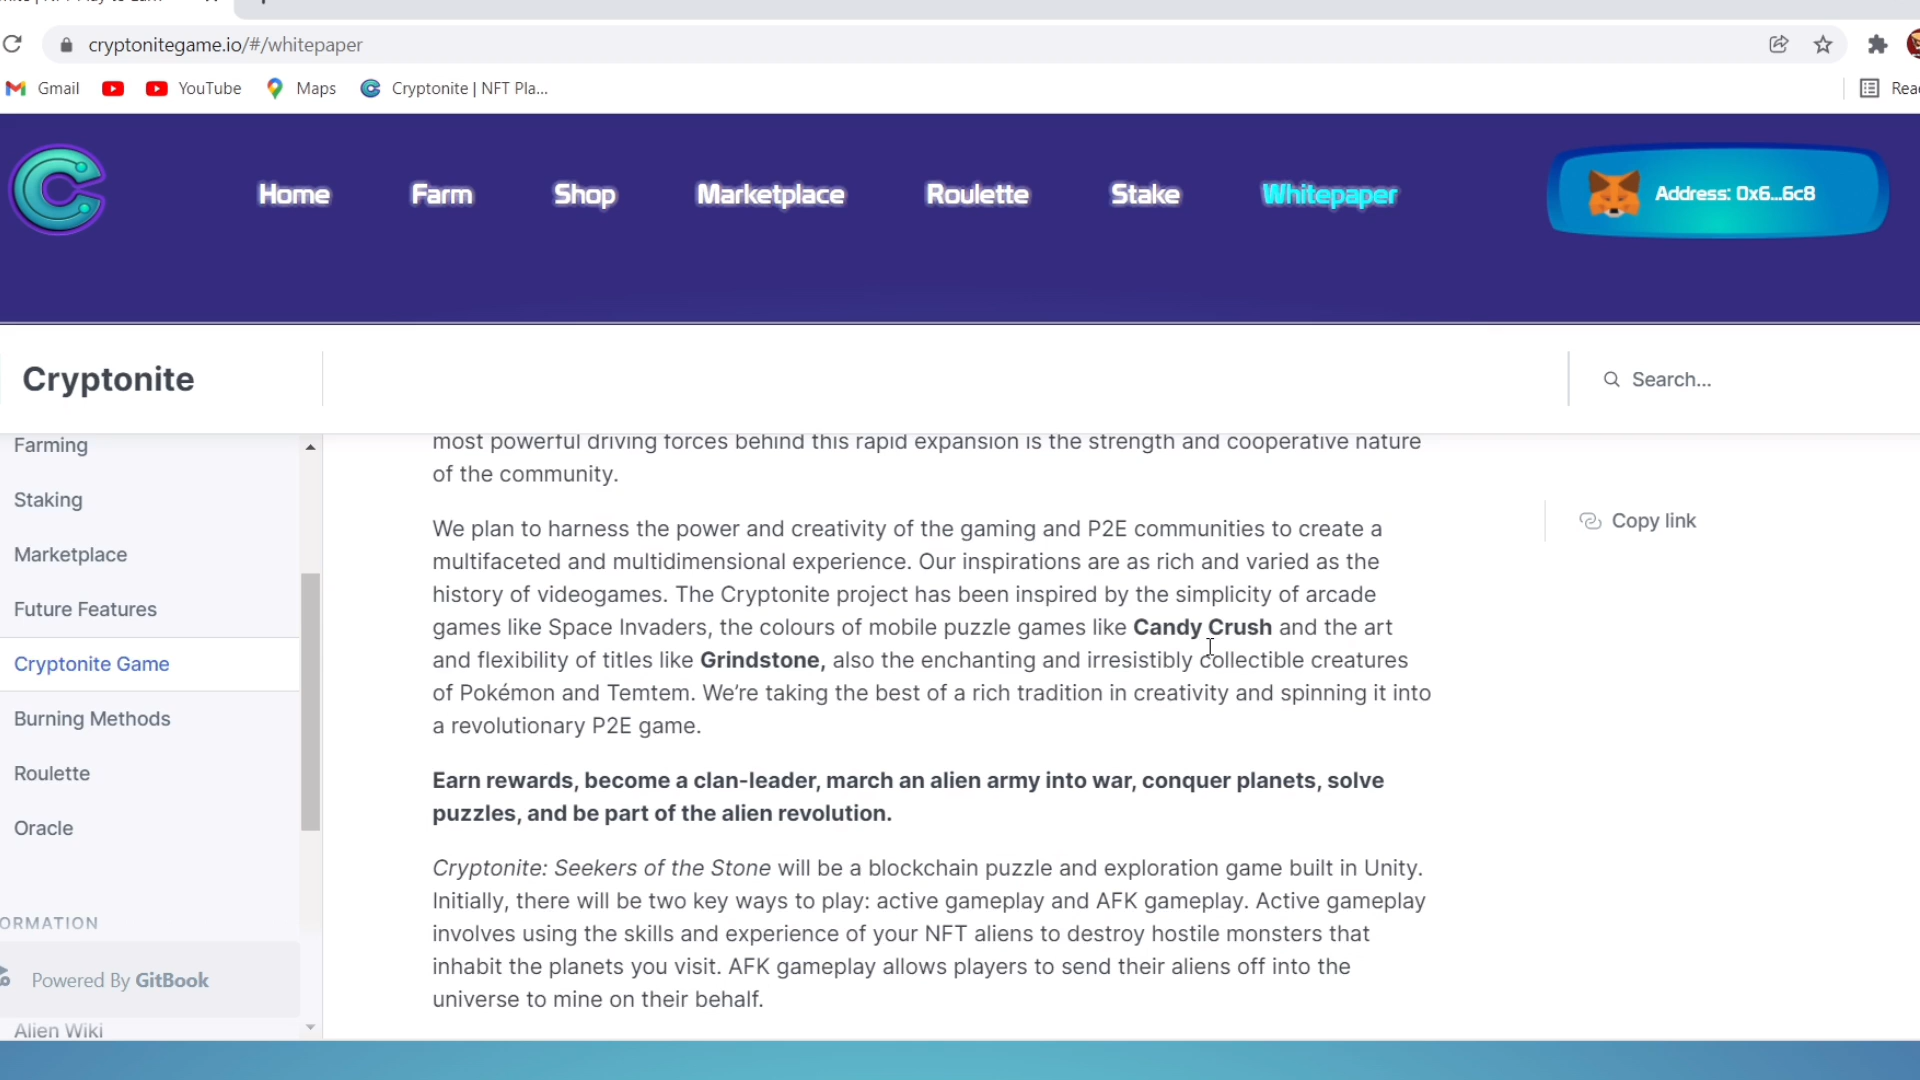 cryptonitegame.io/#/whitepaper
Gmail YouTube Maps Cryptonite | NFT Pla...
Home Farm Shop Marketplace Roulette Stake Whitepaper Address: 0x6...6c8
Cryptonite
Search...
Farming
Staking
Marketplace
Future Features
Cryptonite Game
Burning Methods
Roulette
Oracle
ORMATION
Powered By GitBook
Alien Wiki
most powerful driving forces behind this rapid expansion is the strength and cooperative nature
of the community.
We plan to harness the power and creativity of the gaming and P2E communities to create a
multifaceted and multidimensional experience. Our inspirations are as rich and varied as the
history of videogames. The Cryptonite project has been inspired by the simplicity of arcade
games like Space Invaders, the colours of mobile puzzle games like Candy Crush and the art
and flexibility of titles like Grindstone, also the enchanting and irresistibly collectible creatures
of Pokémon and Temtem. We're taking the best of a rich tradition in creativity and spinning it into
a revolutionary P2E game.
Earn rewards, become a clan-leader, march an alien army into war, conquer planets, solve
puzzles, and be part of the alien revolution.
Cryptonite: Seekers of the Stone will be a blockchain puzzle and exploration game built in Unity.
Initially, there will be two key ways to play: active gameplay and AFK gameplay. Active gameplay
involves using the skills and experience of your NFT aliens to destroy hostile monsters that
inhabit the planets you visit. AFK gameplay allows players to send their aliens off into the
universe to mine on their behalf.
Copy link